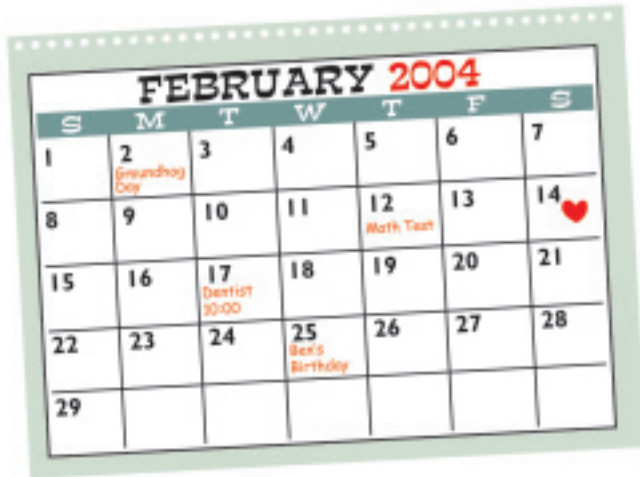 FEBRUARY 2004
S M T W T F S
1 2 3 4 5 6 7
Groundhog
Day
8 9 10 11 12 13 14
Math Test
15 16 17 18 19 20 21
Dentist
10:00
22 23 24 25 26 27 28
Ben's
Birthday
29